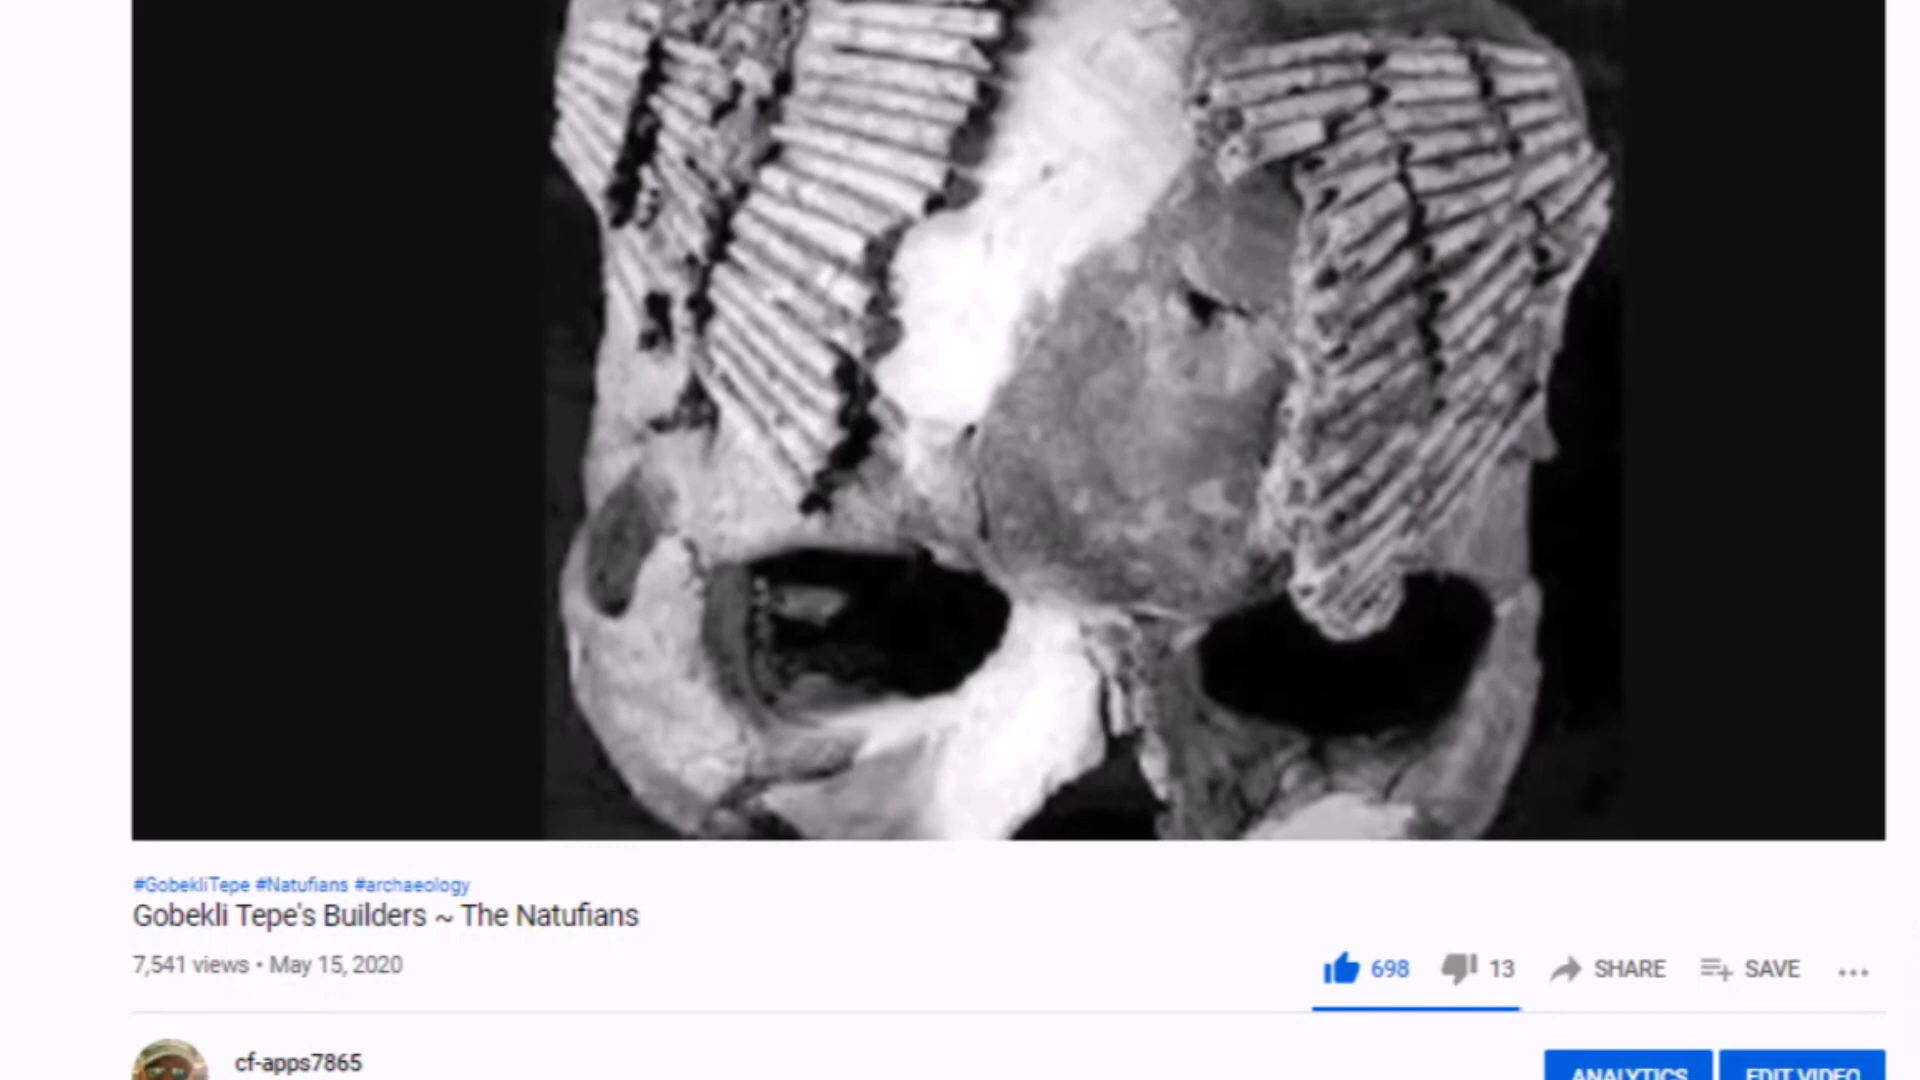 #GobekliTepe #Natufians #archaeology
Gobekli Tepe's Builders ~ The Natufians
7,541 views • May 15, 2020
698 13 SHARE SAVE ...
cf-apps7865
ANALYTICS EDIT VIDEO